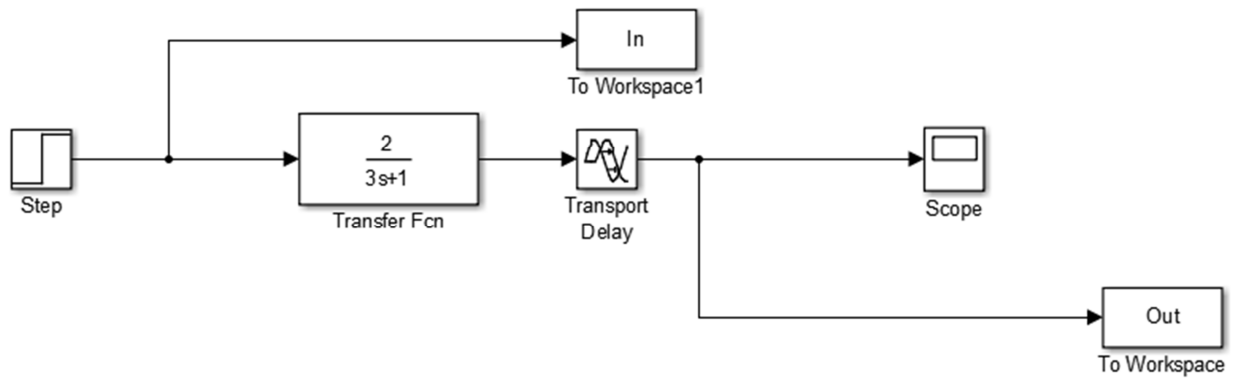 In
To Workspace1
2
3s+1
Step
Transfer Fcn
Transport
Delay
Scope
Out
To Workspace